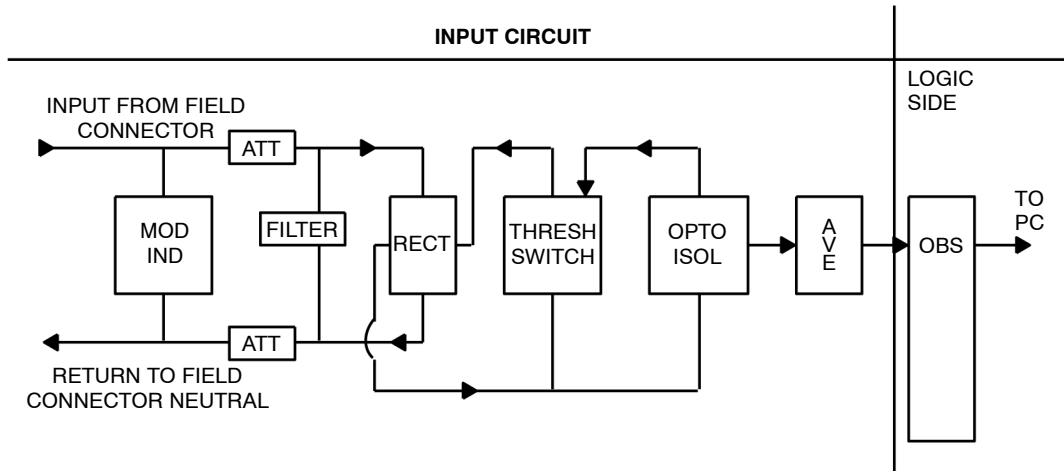 INPUT CIRCUIT
LOGIC
SIDE
INPUT FROM FIELD
CONNECTOR
ATT
MOD
IND
FILTER
RECT
THRESH
SWITCH
OPTO
ISOL
AVE
OBS
TO
PC
ATT
RETURN TO FIELD
CONNECTOR NEUTRAL